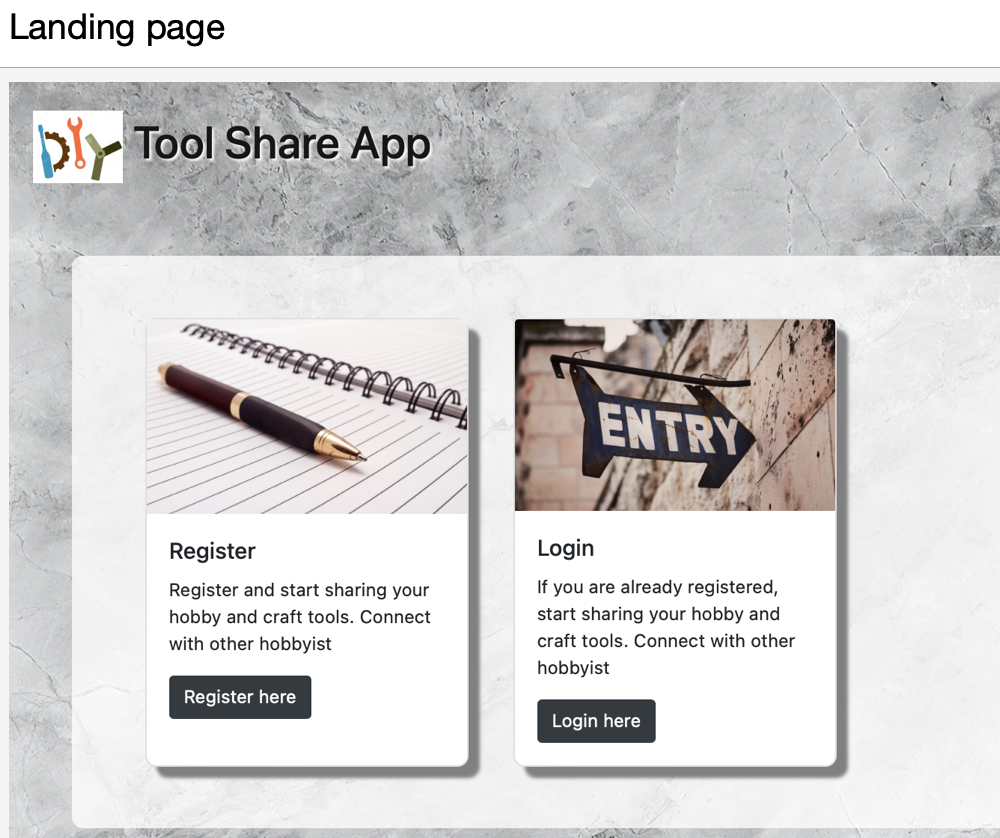 Landing page
DIY Tool Share App
ENTRY
Register
Register and start sharing your
hobby and craft tools. Connect
with other hobbyist
Register here
Login
If you are already registered,
start sharing your hobby and
craft tools. Connect with other
hobbyist
Login here